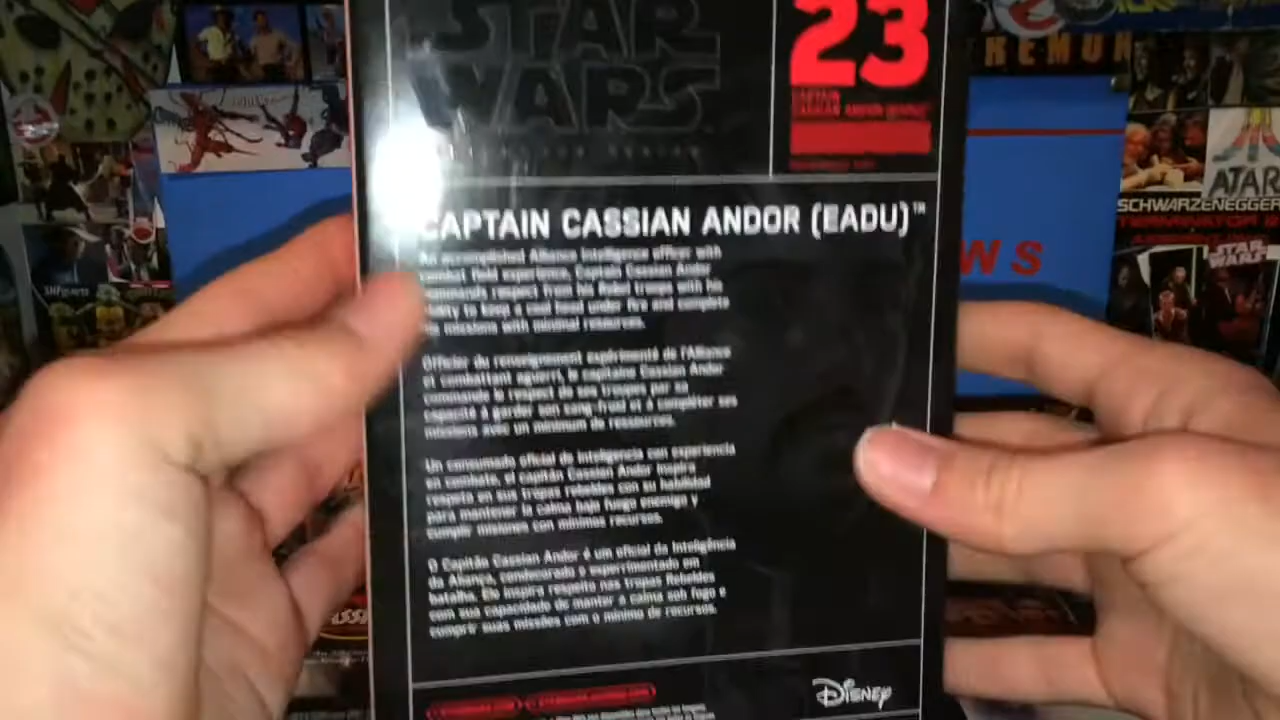 STAR
WARS
23
CAPTAIN CASSIAN ANDOR (EADU)™
An accomplished Alliance Intelligence officer with
combat field experience, Captain Cassian Andor
commands respect from his Rebel troops with his
ability to keep a cool head under fire and complete
his missions with minimal resources.
Officier du renseignement expérimenté de l'Alliance
et combattant aguerri, le capitaine Cassian Andor
commande le respect de ses troupes par sa
capacité à garder son sang-froid et à compléter ses
missions avec un minimum de ressources.
Un consumado oficial de inteligencia con experiencia
en combate, el capitán Cassian Andor inspira
respeto en sus tropas rebeldes con su habilidad
para mantener la calma bajo fuego enemigo y
cumplir misiones con mínimos recursos.
O Capitão Cassian Andor é um oficial da Inteligência
da Aliança, condecorado e experimentado em
batalha. Ele inspira respeito nas tropas Rebeldes
com sua capacidade de manter a calma sob fogo e
comprir suas missões com o mínimo de recursos.
DISNEY
WS
ATARI
SCHWARZENEGGER
STAR
WARS